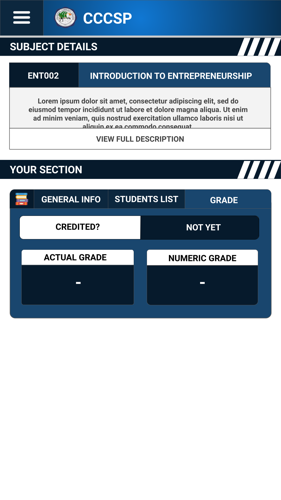 CCCSP
SUBJECT DETAILS
ENT002
INTRODUCTION TO ENTREPRENEURSHIP
Lorem ipsum dolor sit amet, consectetur adipiscing elit, sed do
eiusmod tempor incididunt ut labore et dolore magna aliqua. Ut enim
ad minim veniam, quis nostrud exercitation ullamco laboris nisi ut
aliquip ex ea commodo consequat.
VIEW FULL DESCRIPTION
YOUR SECTION
GENERAL INFO
STUDENTS LIST
GRADE
CREDITED?
NOT YET
ACTUAL GRADE
NUMERIC GRADE
-
-